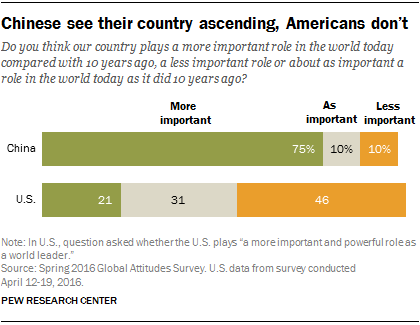 Chinese see their country ascending, Americans don't
Do you think our country plays a more important role in the world today
compared with 10 years ago, a less important role or about as important a
role in the world today as it did 10 years ago?
More
important
As
important
Less
important
China
75%
10%
10%
U.S.
21
31
46
Note: In U.S., question asked whether the U.S. plays "a more important and powerful role as
a world leader."
Source: Spring 2016 Global Attitudes Survey. U.S. data from survey conducted
April 12-19, 2016.
PEW RESEARCH CENTER